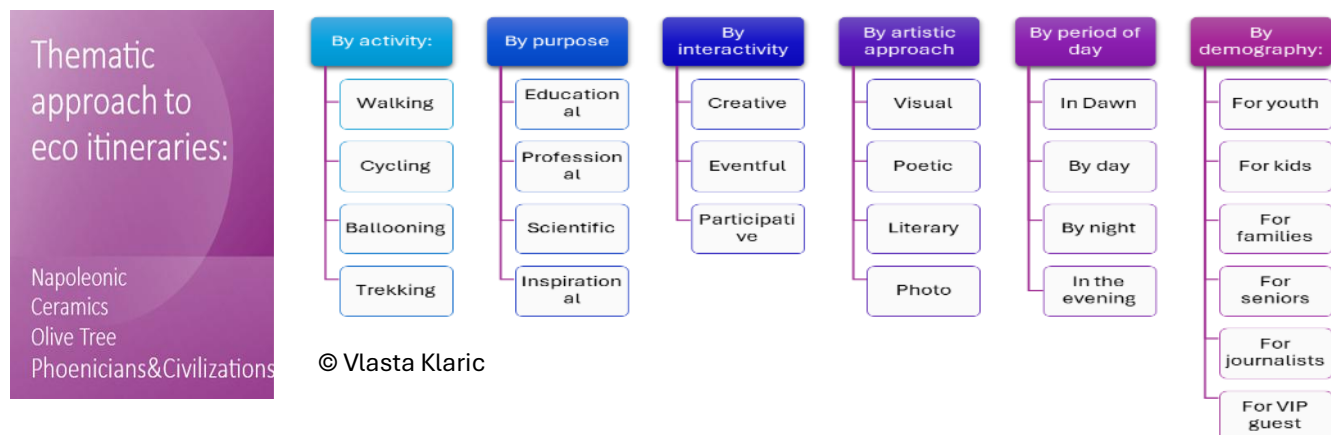 Thematic
approach to
eco itineraries:
Napoleonic
Ceramics
Olive Tree
Phoenicians&Civilizations
By activity:
Walking
Cycling
Ballooning
Trekking
By purpose
Education
al
Profession
al
Scientific
Inspiration
al
By
interactivity
Creative
Eventful
Participati
ve
By artistic
approach
Visual
Poetic
Literary
Photo
By period of
day
In Dawn
By day
By night
In the
evening
By
demography:
For youth
For kids
For
families
For
seniors
For
journalists
For VIP
guest
© Vlasta Klaric